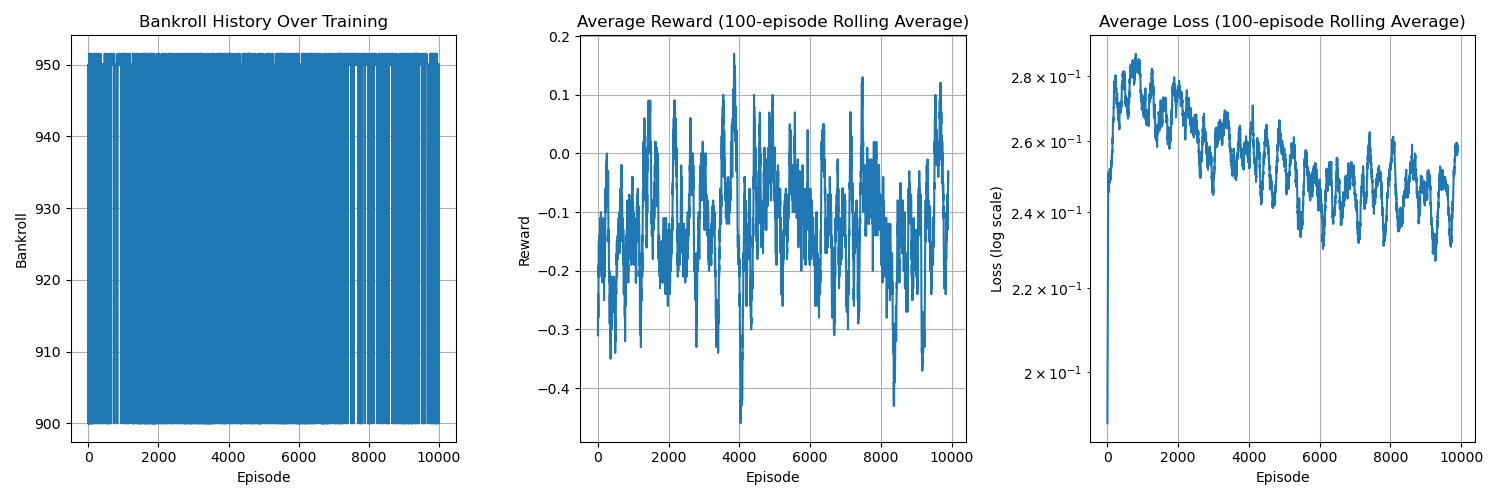 Bankroll History Over Training
950
940
930
920
910
900
Bankroll
0 2000 4000 6000 8000 10000
Episode
Average Reward (100-episode Rolling Average)
0.2
0.1
0.0
−0.1
−0.2
−0.3
−0.4
Reward
0 2000 4000 6000 8000 10000
Episode
Average Loss (100-episode Rolling Average)
2.8 × 10⁻¹
2.6 × 10⁻¹
2.4 × 10⁻¹
2.2 × 10⁻¹
2 × 10⁻¹
Loss (log scale)
0 2000 4000 6000 8000 10000
Episode